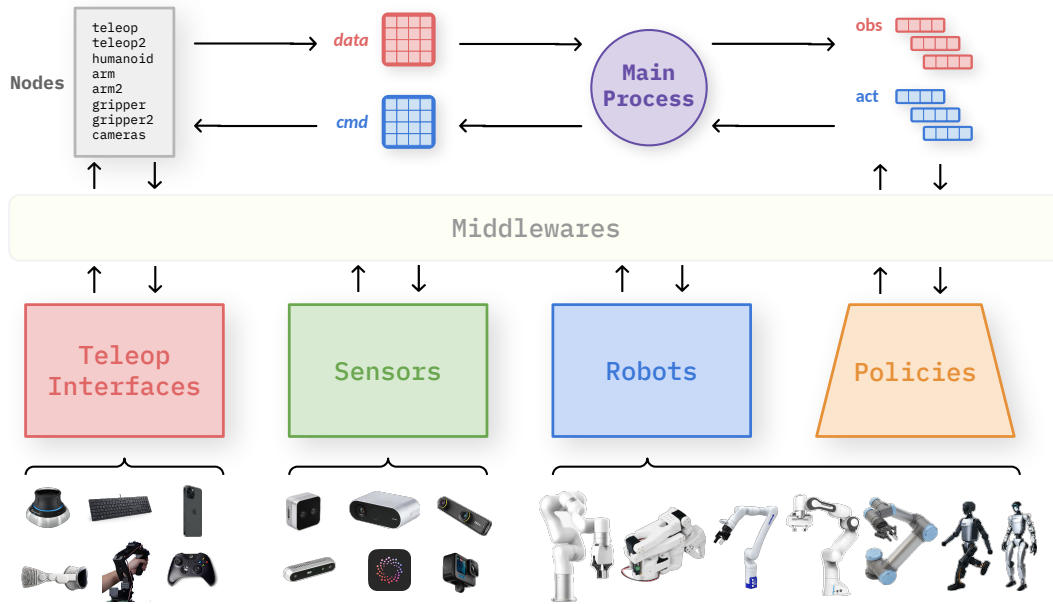 Nodes
teleop
teleop2
humanoid
arm
arm2
gripper
gripper2
cameras
data
cmd
Main
Process
obs
act
Middlewares
Teleop
Interfaces
Sensors
Robots
Policies